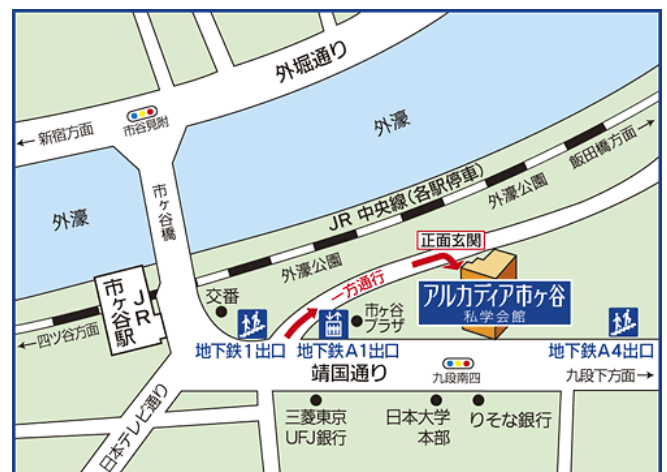 外堀通り
←新宿方面
市谷見附
外濠
飯田橋方面→
JR 中央線(各駅停車)
外濠公園
市ヶ谷橋
外濠
正面玄関
外濠公園
一方通行
アルカディア市ヶ谷
私学会館
JR
市ヶ谷駅
交番
市ヶ谷
プラザ
←四ツ谷方面
地下鉄1出口
地下鉄A1出口
地下鉄A4出口
靖国通り
九段南四
九段下方面→
日本テレビ通り
三菱東京
UFJ銀行
日本大学
本部
りそな銀行